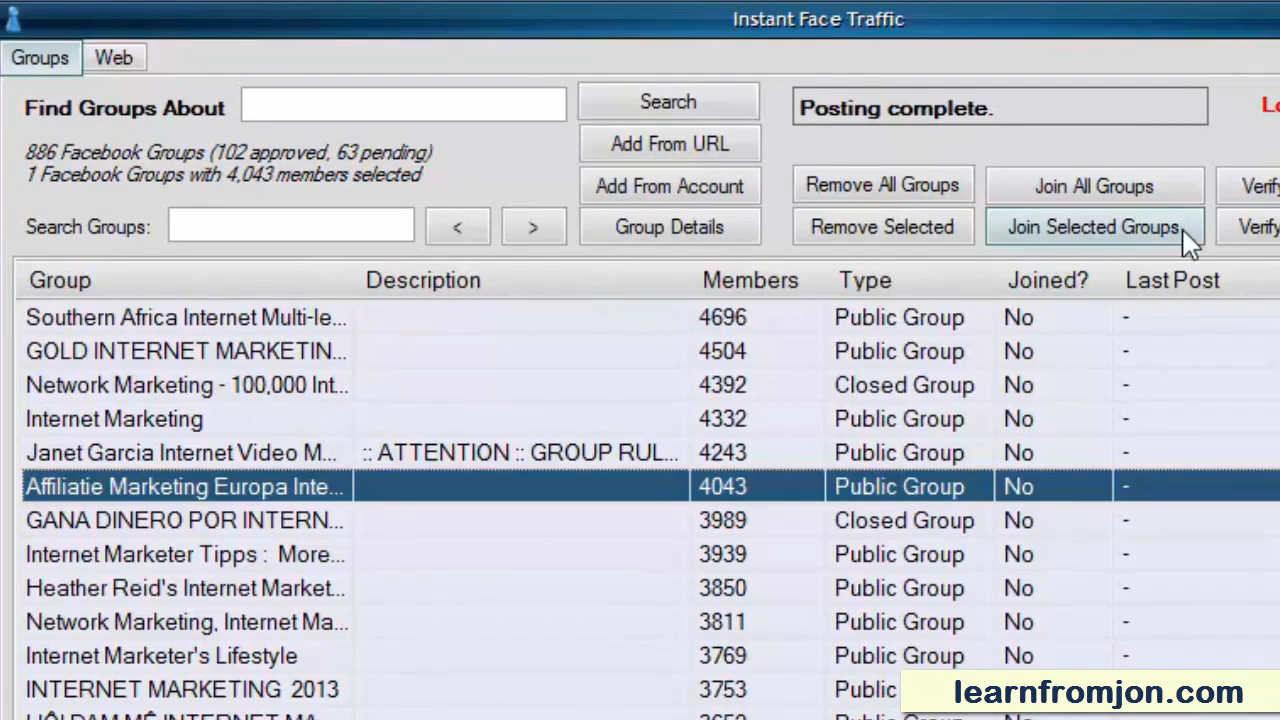 Instant Face Traffic
Groups Web
Find Groups About Search Posting complete.
886 Facebook Groups (102 approved, 63 pending) Add From URL
1 Facebook Groups with 4,043 members selected Add From Account Remove All Groups Join All Groups
Search Groups: < > Group Details Remove Selected Join Selected Groups
Group Description Members Type Joined? Last Post
Southern Africa Internet Multi-le... 4696 Public Group No -
GOLD INTERNET MARKETIN... 4504 Public Group No -
Network Marketing - 100,000 Int... 4392 Closed Group No -
Internet Marketing 4332 Public Group No -
Janet Garcia Internet Video M... :: ATTENTION :: GROUP RUL... 4243 Public Group No -
Affiliatie Marketing Europa Inte... 4043 Public Group No -
GANA DINERO POR INTERN... 3989 Closed Group No -
Internet Marketer Tipps : More... 3939 Public Group No -
Heather Reid's Internet Market... 3850 Public Group No -
Network Marketing, Internet Ma... 3811 Public Group No -
Internet Marketer's Lifestyle 3769 Public Group No -
INTERNET MARKETING 2013 3753 Public
learnfromjon.com